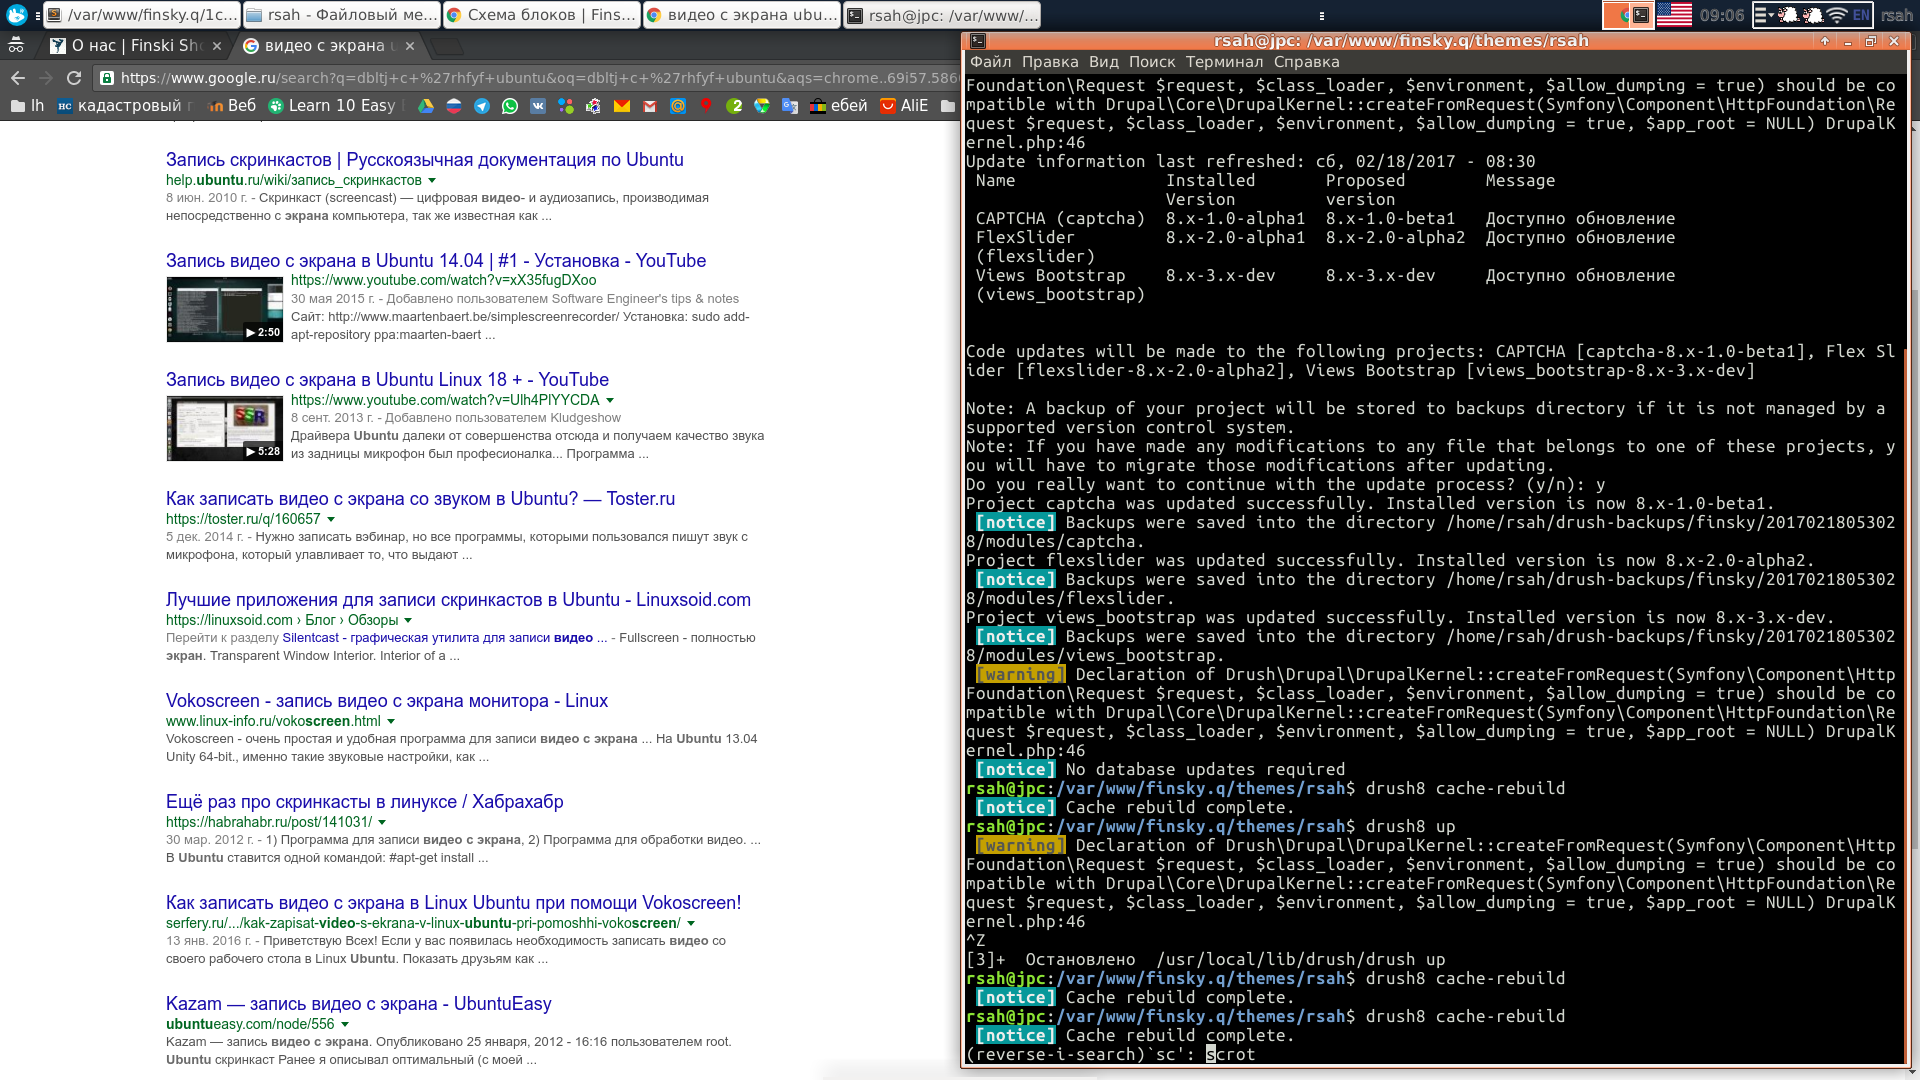 /var/www/finsky.q/1c...
rsah - Файловый ме...
Схема блоков | Fins...
видео с экрана ubu...
rsah@jpc: /var/www/...
09:06
EN
rsah
О нас | Finski Sho
видео с экрана u
https://www.google.ru/search?q=dbltj+c+%27rhfyf+ubuntu&oq=dbltj+c+%27rhfyf+ubuntu&aqs=chrome..69i57.586
lh
кадастровый г
Веб
Learn 10 Easy E
ебей
AliE
Запись скринкастов | Русскоязычная документация по Ubuntu
help.ubuntu.ru/wiki/запись_скринкастов
8 июн. 2010 г. - Скринкаст (screencast) — цифровая видео- и аудиозапись, производимая
непосредственно с экрана компьютера, так же известная как ...
Запись видео с экрана в Ubuntu 14.04 | #1 - Установка - YouTube
https://www.youtube.com/watch?v=xX35fugDXoo
30 мая 2015 г. - Добавлено пользователем Software Engineer's tips & notes
Сайт: http://www.maartenbaert.be/simplescreenrecorder/ Установка: sudo add-
apt-repository ppa:maarten-baert ...
2:50
Запись видео с экрана в Ubuntu Linux 18 + - YouTube
https://www.youtube.com/watch?v=Ulh4PlYYCDA
8 сент. 2013 г. - Добавлено пользователем Kludgeshow
Драйвера Ubuntu далеки от совершенства отсюда и получаем качество звука
из задницы микрофон был професионалка... Программа ...
SSR
5:28
Как записать видео с экрана со звуком в Ubuntu? — Toster.ru
https://toster.ru/q/160657
5 дек. 2014 г. - Нужно записать вэбинар, но все программы, которыми пользовался пишут звук с
микрофона, который улавливает то, что выдают ...
Лучшие приложения для записи скринкастов в Ubuntu - Linuxsoid.com
https://linuxsoid.com › Блог › Обзоры
Перейти к разделу Silentcast - графическая утилита для записи видео ... - Fullscreen - полностью
экран. Transparent Window Interior. Interior of a ...
Vokoscreen - запись видео с экрана монитора - Linux
www.linux-info.ru/vokoscreen.html
Vokoscreen - очень простая и удобная программа для записи видео с экрана ... На Ubuntu 13.04
Unity 64-bit., именно такие звуковые настройки, как ...
Ещё раз про скринкасты в линуксе / Хабрахабр
https://habrahabr.ru/post/141031/
30 мар. 2012 г. - 1) Программа для записи видео с экрана, 2) Программа для обработки видео. ...
В Ubuntu ставится одной командой: #apt-get install ...
Как записать видео с экрана в Linux Ubuntu при помощи Vokoscreen!
serfery.ru/.../kak-zapisat-video-s-ekrana-v-linux-ubuntu-pri-pomoshhi-vokoscreen/
13 янв. 2016 г. - Приветствую Всех! Если у вас появилась необходимость записать видео со
своего рабочего стола в Linux Ubuntu. Показать друзьям как ...
Kazam — запись видео с экрана - UbuntuEasy
ubuntueasy.com/node/556
Kazam — запись видео с экрана. Опубликовано 25 января, 2012 - 16:16 пользователем root.
Ubuntu скринкаст Ранее я описывал оптимальный (с моей ...
rsah@jpc: /var/www/finsky.q/themes/rsah
Файл Правка Вид Поиск Терминал Справка
Foundation\Request $request, $class_loader, $environment, $allow_dumping = true) should be co
mpatible with Drupal\Core\DrupalKernel::createFromRequest(Symfony\Component\HttpFoundation\Re
quest $request, $class_loader, $environment, $allow_dumping = true, $app_root = NULL) DrupalK
ernel.php:46
Update information last refreshed: сб, 02/18/2017 - 08:30
Name Installed Proposed Message
Version version
CAPTCHA (captcha) 8.x-1.0-alpha1 8.x-1.0-beta1 Доступно обновление
FlexSlider 8.x-2.0-alpha1 8.x-2.0-alpha2 Доступно обновление
(flexslider)
Views Bootstrap 8.x-3.x-dev 8.x-3.x-dev Доступно обновление
(views_bootstrap)
Code updates will be made to the following projects: CAPTCHA [captcha-8.x-1.0-beta1], Flex Sl
ider [flexslider-8.x-2.0-alpha2], Views Bootstrap [views_bootstrap-8.x-3.x-dev]
Note: A backup of your project will be stored to backups directory if it is not managed by a
supported version control system.
Note: If you have made any modifications to any file that belongs to one of these projects, y
ou will have to migrate those modifications after updating.
Do you really want to continue with the update process? (y/n): y
Project captcha was updated successfully. Installed version is now 8.x-1.0-beta1.
[notice] Backups were saved into the directory /home/rsah/drush-backups/finsky/2017021805302
8/modules/captcha.
Project flexslider was updated successfully. Installed version is now 8.x-2.0-alpha2.
[notice] Backups were saved into the directory /home/rsah/drush-backups/finsky/2017021805302
8/modules/flexslider.
Project views_bootstrap was updated successfully. Installed version is now 8.x-3.x-dev.
[notice] Backups were saved into the directory /home/rsah/drush-backups/finsky/2017021805302
8/modules/views_bootstrap.
[warning] Declaration of Drush\Drupal\DrupalKernel::createFromRequest(Symfony\Component\Http
Foundation\Request $request, $class_loader, $environment, $allow_dumping = true) should be co
mpatible with Drupal\Core\DrupalKernel::createFromRequest(Symfony\Component\HttpFoundation\Re
quest $request, $class_loader, $environment, $allow_dumping = true, $app_root = NULL) DrupalK
ernel.php:46
[notice] No database updates required
rsah@jpc:/var/www/finsky.q/themes/rsah$ drush8 cache-rebuild
[notice] Cache rebuild complete.
rsah@jpc:/var/www/finsky.q/themes/rsah$ drush8 up
[warning] Declaration of Drush\Drupal\DrupalKernel::createFromRequest(Symfony\Component\Http
Foundation\Request $request, $class_loader, $environment, $allow_dumping = true) should be co
mpatible with Drupal\Core\DrupalKernel::createFromRequest(Symfony\Component\HttpFoundation\Re
quest $request, $class_loader, $environment, $allow_dumping = true, $app_root = NULL) DrupalK
ernel.php:46
^Z
[3]+ Остановлено /usr/local/lib/drush/drush up
rsah@jpc:/var/www/finsky.q/themes/rsah$ drush8 cache-rebuild
[notice] Cache rebuild complete.
rsah@jpc:/var/www/finsky.q/themes/rsah$ drush8 cache-rebuild
[notice] Cache rebuild complete.
(reverse-i-search)`sc': scrot